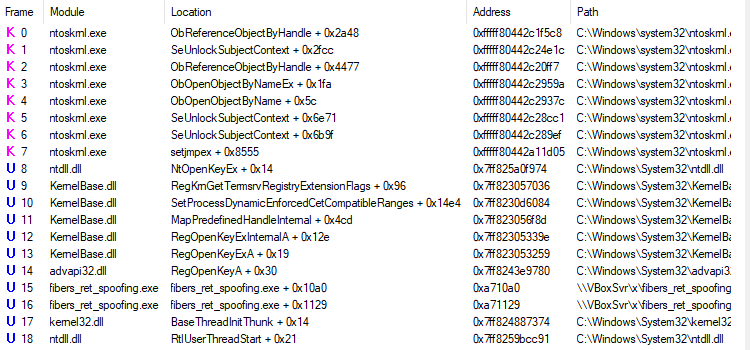 Frame Module Location Address Path
K 0 ntoskrnl.exe ObReferenceObjectByHandle + 0x2a48 0xfffff80442c1f5c8 C:\Windows\system32\ntoskrnl.e
K 1 ntoskrnl.exe SeUnlockSubjectContext + 0x2fcc 0xfffff80442c24e1c C:\Windows\system32\ntoskrnl.e
K 2 ntoskrnl.exe ObReferenceObjectByHandle + 0x4477 0xfffff80442c20ff7 C:\Windows\system32\ntoskrnl.e
K 3 ntoskrnl.exe ObOpenObjectByNameEx + 0x1fa 0xfffff80442c2959a C:\Windows\system32\ntoskrnl.e
K 4 ntoskrnl.exe ObOpenObjectByName + 0x5c 0xfffff80442c2937c C:\Windows\system32\ntoskrnl.e
K 5 ntoskrnl.exe SeUnlockSubjectContext + 0x6e71 0xfffff80442c28cc1 C:\Windows\system32\ntoskrnl.e
K 6 ntoskrnl.exe SeUnlockSubjectContext + 0x6b9f 0xfffff80442c289ef C:\Windows\system32\ntoskrnl.e
K 7 ntoskrnl.exe setjmpex + 0x8555 0xfffff80442a11d05 C:\Windows\system32\ntoskrnl.e
U 8 ntdll.dll NtOpenKeyEx + 0x14 0x7ff825a0f974 C:\Windows\System32\ntdll.dll
U 9 KernelBase.dll RegKrnGetTermsrvRegistryExtensionFlags + 0x96 0x7ff823057036 C:\Windows\System32\KernelBa
U 10 KernelBase.dll SetProcessDynamicEnforcedCetCompatibleRanges + 0x14e4 0x7ff8230d6084 C:\Windows\System32\KernelBa
U 11 KernelBase.dll MapPredefinedHandleInternal + 0x4cd 0x7ff823056f8d C:\Windows\System32\KernelBa
U 12 KernelBase.dll RegOpenKeyExInternalA + 0x12e 0x7ff82305339e C:\Windows\System32\KernelBa
U 13 KernelBase.dll RegOpenKeyExA + 0x19 0x7ff823053259 C:\Windows\System32\KernelBa
U 14 advapi32.dll RegOpenKeyA + 0x30 0x7ff8243e9780 C:\Windows\System32\advapi32
U 15 fibers_ret_spoofing.exe fibers_ret_spoofing.exe + 0x10a0 0xa710a0 \\VBoxSvr\x\fibers_ret_spoofing
U 16 fibers_ret_spoofing.exe fibers_ret_spoofing.exe + 0x1129 0xa71129 \\VBoxSvr\x\fibers_ret_spoofing
U 17 kernel32.dll BaseThreadInitThunk + 0x14 0x7ff824887374 C:\Windows\System32\kernel32
U 18 ntdll.dll RtlUserThreadStart + 0x21 0x7ff8259bcc91 C:\Windows\System32\ntdll.dll